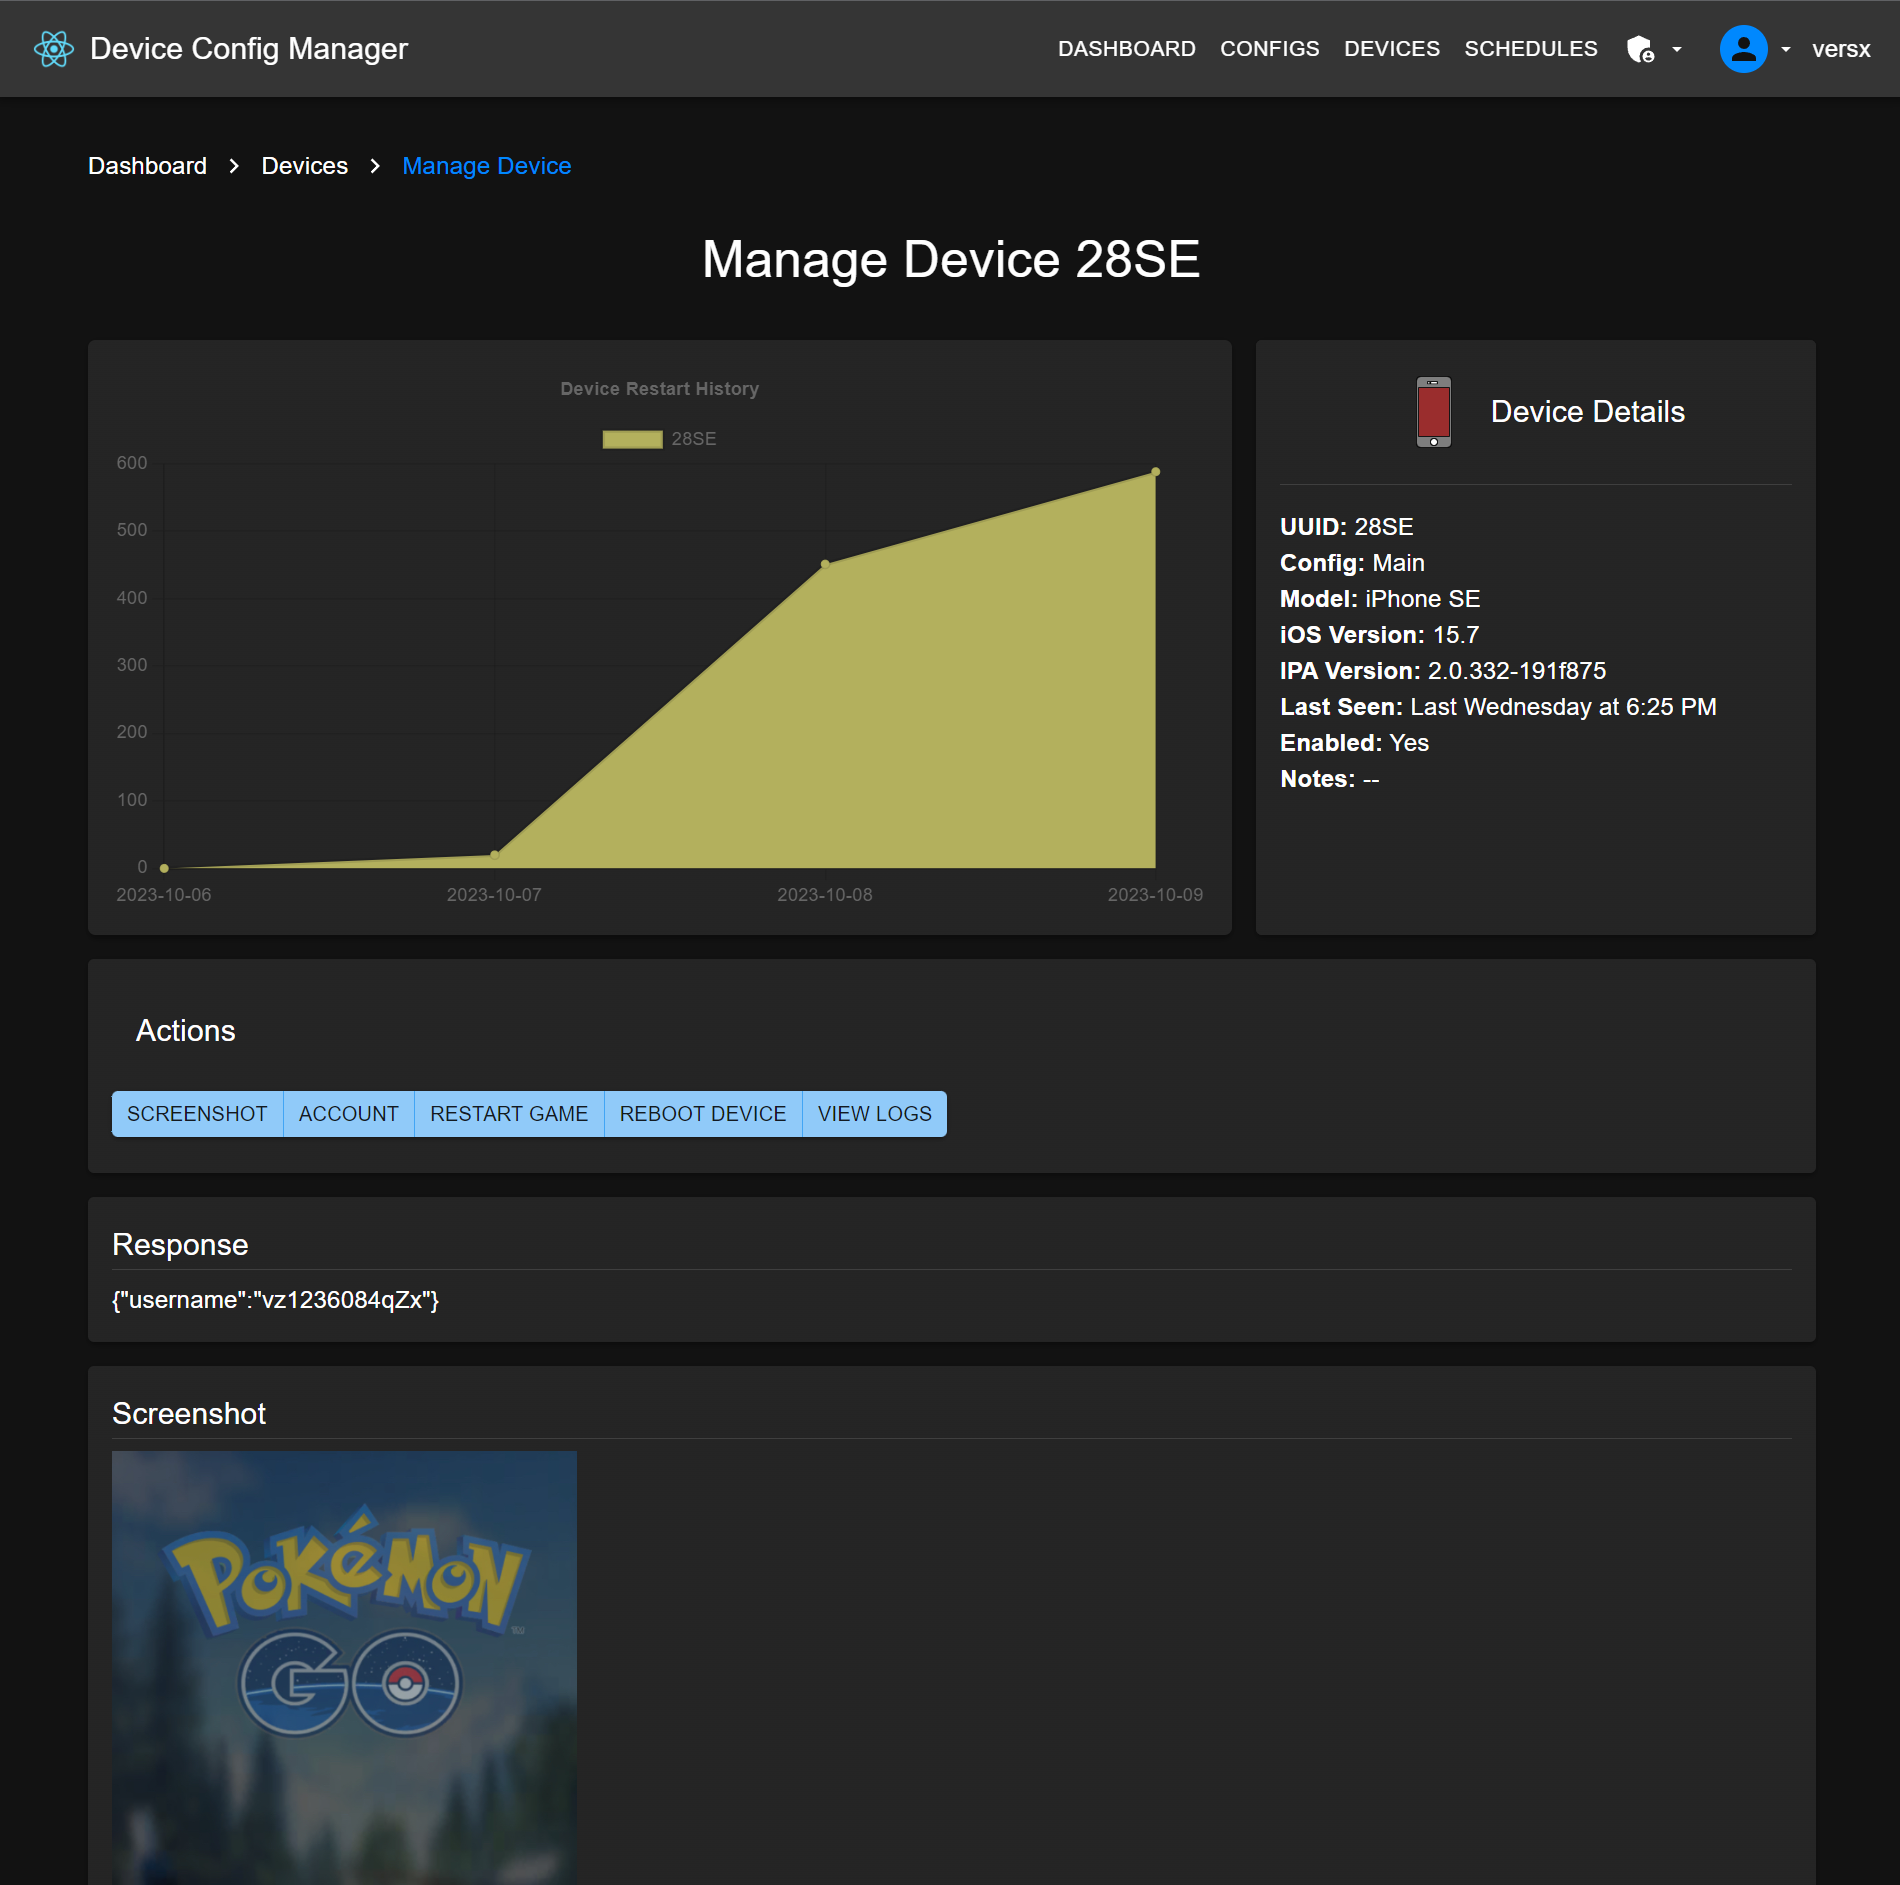 Device Config Manager
DASHBOARD CONFIGS DEVICES SCHEDULES versx
Dashboard Devices Manage Device
Manage Device 28SE
Device Restart History
28SE
600
500
400
300
200
100
0
2023-10-06 2023-10-07 2023-10-08 2023-10-09
Device Details
UUID: 28SE
Config: Main
Model: iPhone SE
iOS Version: 15.7
IPA Version: 2.0.332-191f875
Last Seen: Last Wednesday at 6:25 PM
Enabled: Yes
Notes: --
Actions
SCREENSHOT ACCOUNT RESTART GAME REBOOT DEVICE VIEW LOGS
Response
{"username":"vz1236084qZx"}
Screenshot
POKÉMON
TM
GO